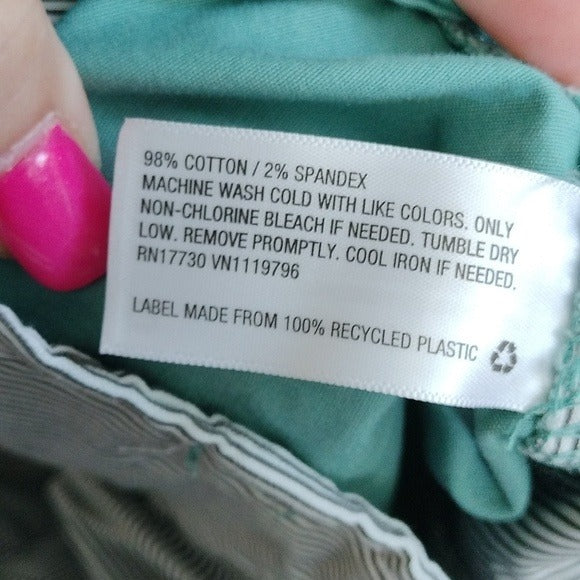 98% COTTON / 2% SPANDEX
MACHINE WASH COLD WITH LIKE COLORS. ONLY
NON-CHLORINE BLEACH IF NEEDED. TUMBLE DRY
LOW. REMOVE PROMPTLY. COOL IRON IF NEEDED.
RN17730 VN1119796
LABEL MADE FROM 100% RECYCLED PLASTIC